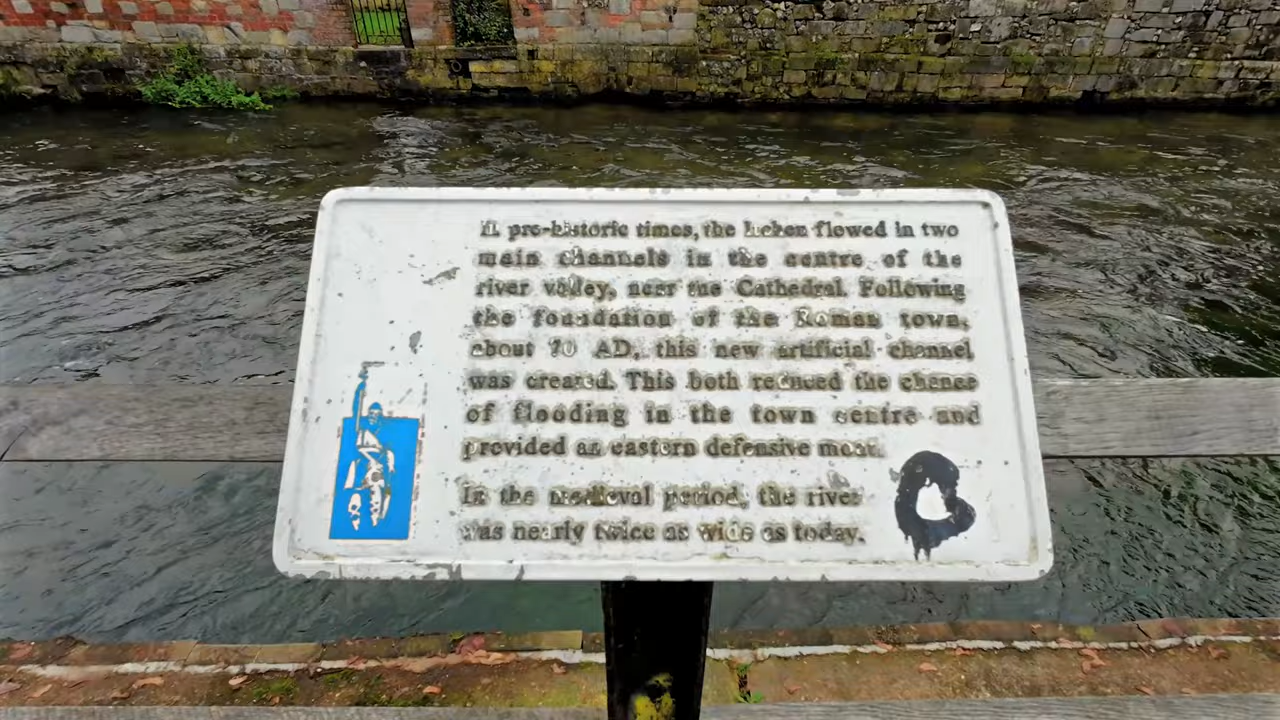 In pre-historic times, the Itchen flowed in two
main channels in the centre of the
river valley, near the Cathedral. Following
the foundation of the Roman town,
about 70 AD, this new artificial channel
was created. This both reduced the chance
of flooding in the town centre and
provided an eastern defensive moat.
In the medieval period, the river
was nearly twice as wide as today.